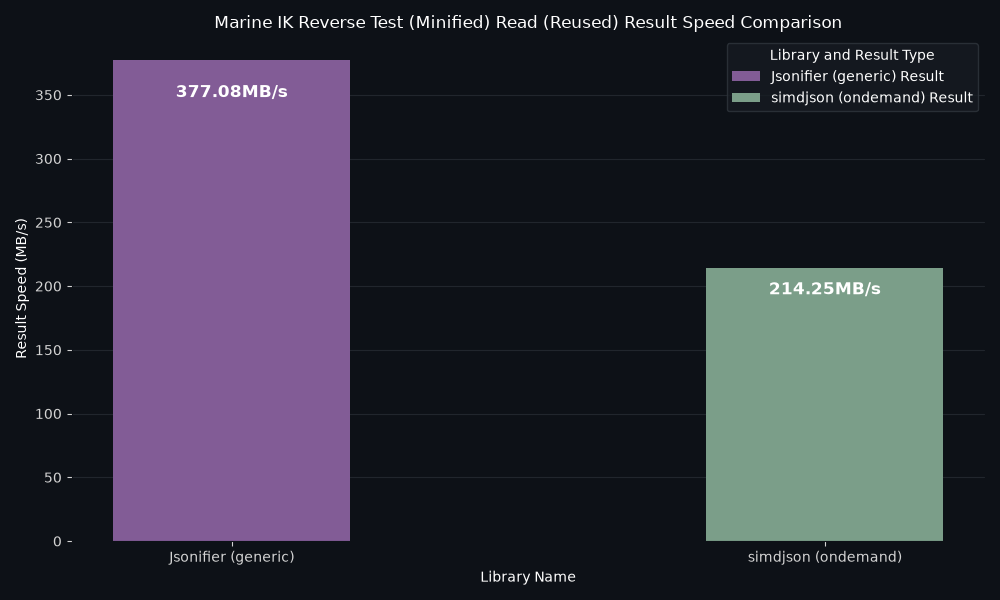 Marine IK Reverse Test (Minified) Read (Reused) Result Speed Comparison
Library and Result Type
Jsonifier (generic) Result
simdjson (ondemand) Result
377.08MB/s
214.25MB/s
Result Speed (MB/s)
350
300
250
200
150
100
50
0
Jsonifier (generic)
simdjson (ondemand)
Library Name